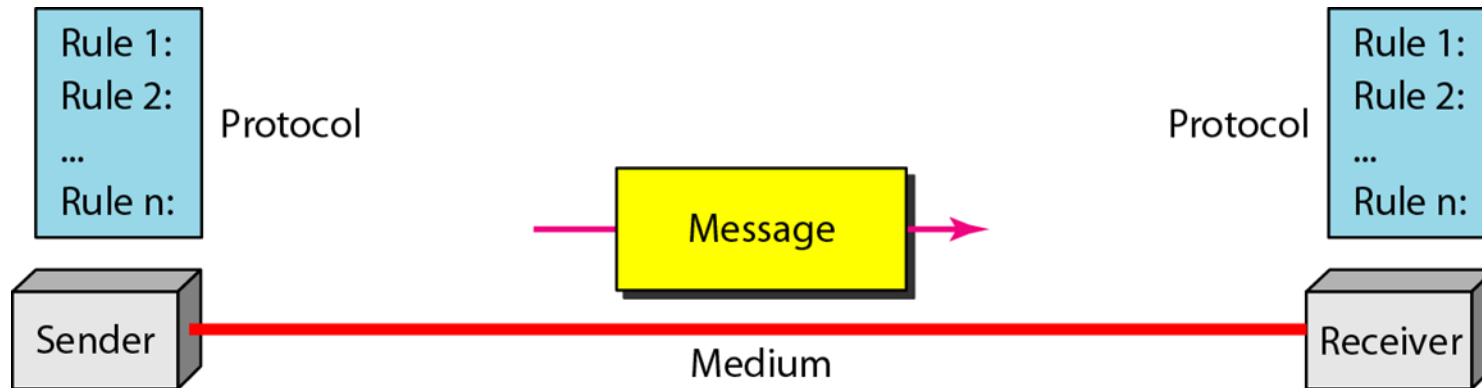 Rule 1:
Rule 2:
...
Rule n:
Protocol
Protocol
Rule 1:
Rule 2:
...
Rule n:
Message
Sender
Medium
Receiver